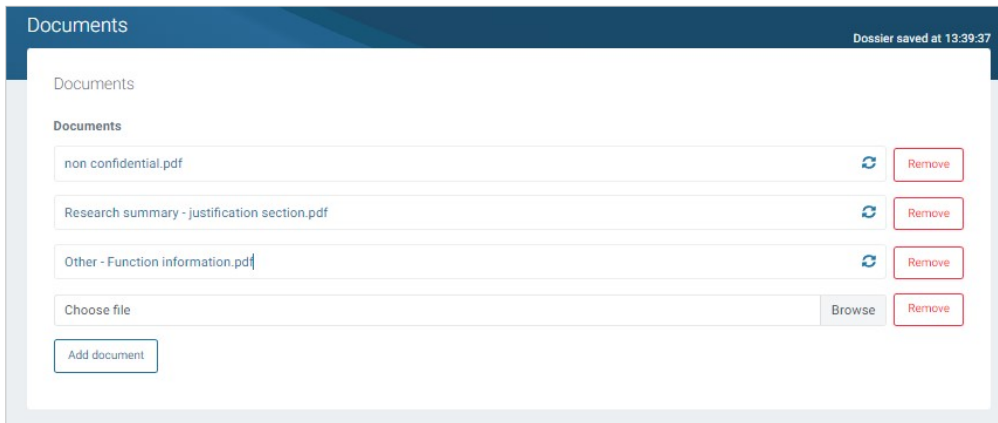 Documents
Dossier saved at 13:39:37
Documents
Documents
non confidential.pdf Remove
Research summary - justification section.pdf Remove
Other - Function information.pdf Remove
Choose file Browse Remove
Add document